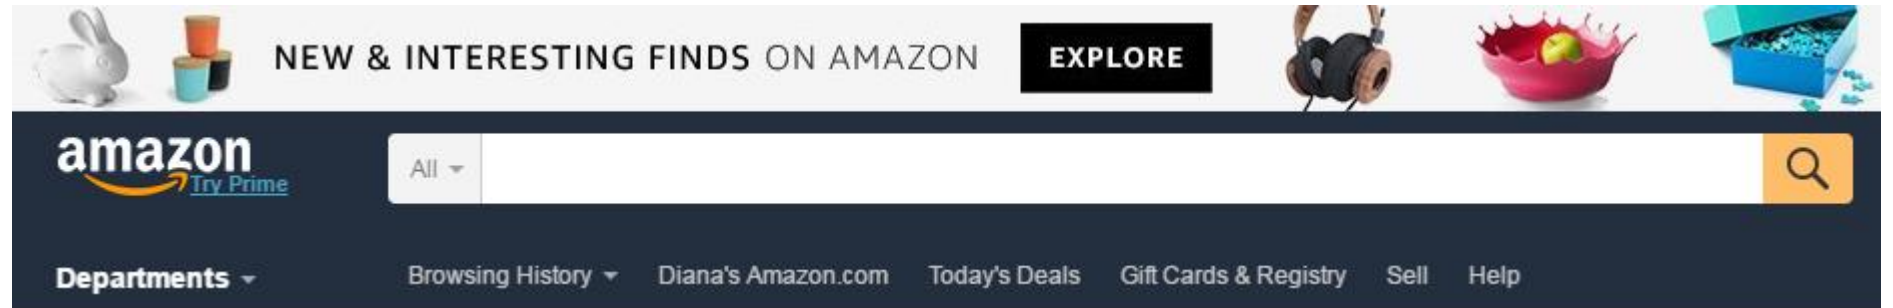 NEW & INTERESTING FINDS ON AMAZON EXPLORE
amazon
Try Prime
All
Departments Browsing History Diana's Amazon.com Today's Deals Gift Cards & Registry Sell Help